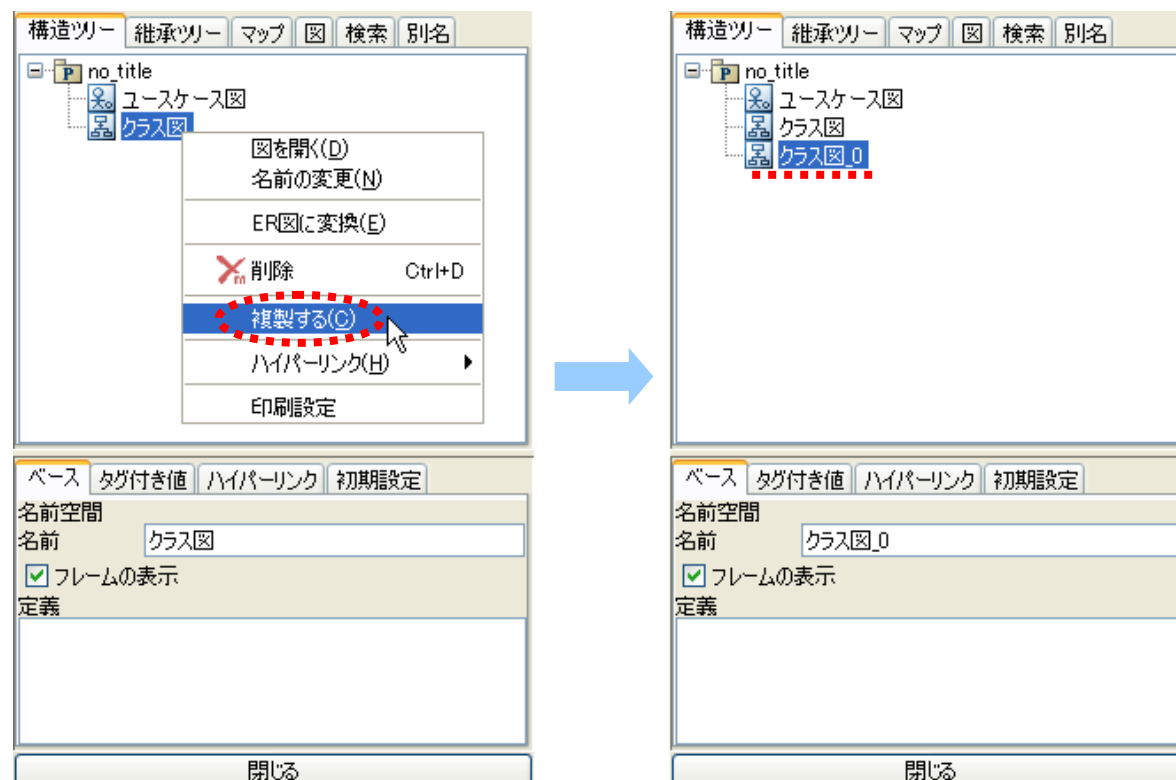 構造ツリー 継承ツリー マップ 図 検索 別名
no_title
ユースケース図
クラス図
図を開く(D)
名前の変更(N)
ER図に変換(E)
削除 Ctrl+D
複製する(C)
ハイパーリンク(H)
印刷設定
ベース タグ付き値 ハイパーリンク 初期設定
名前空間
名前 クラス図
フレームの表示
定義
閉じる
構造ツリー 継承ツリー マップ 図 検索 別名
no_title
ユースケース図
クラス図
クラス図_0
ベース タグ付き値 ハイパーリンク 初期設定
名前空間
名前 クラス図_0
フレームの表示
定義
閉じる